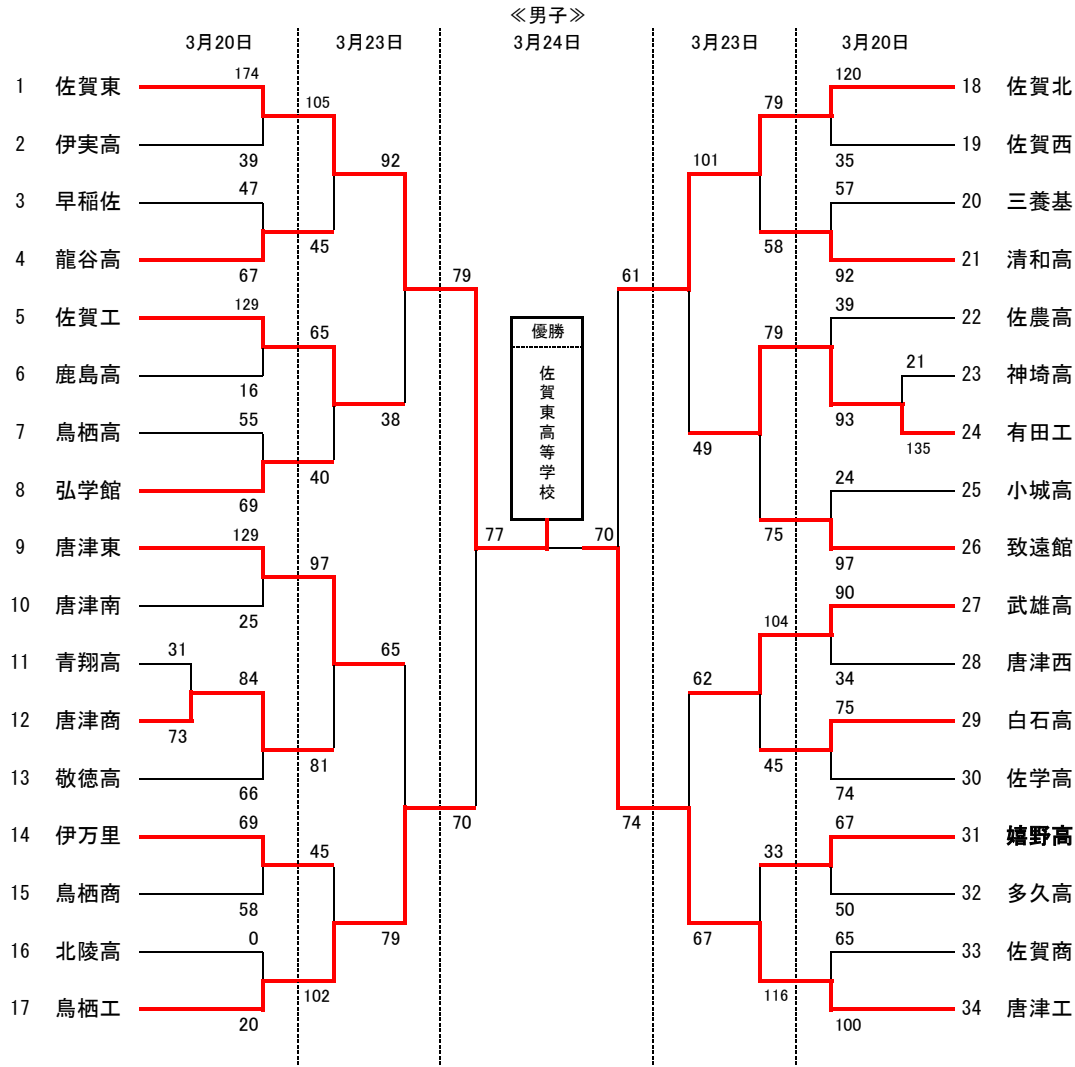 ≪男子≫
3月20日 3月23日 3月24日 3月23日 3月20日
1 佐賀東 174 105 79 120 18 佐賀北
2 伊実高 39 92 101 35 19 佐賀西
3 早稲佐 47 57 20 三養基
4 龍谷高 67 45 79 61 58 92 21 清和高
5 佐賀工 129 65 優勝 79 39 22 佐農高
6 鹿島高 16 21 23 神埼高
7 鳥栖高 55 38 佐賀東高等学校 49 93 135 24 有田工
8 弘学館 69 40 24 25 小城高
9 唐津東 129 97 77 70 75 97 26 致遠館
10 唐津南 25 104 90 27 武雄高
11 青翔高 31 65 62 34 28 唐津西
12 唐津商 73 84 75 29 白石高
13 敬徳高 66 81 45 74 30 佐学高
14 伊万里 69 45 70 74 33 67 31 嬉野高
15 鳥栖商 58 50 32 多久高
16 北陵高 0 79 67 65 33 佐賀商
17 鳥栖工 20 102 116 100 34 唐津工